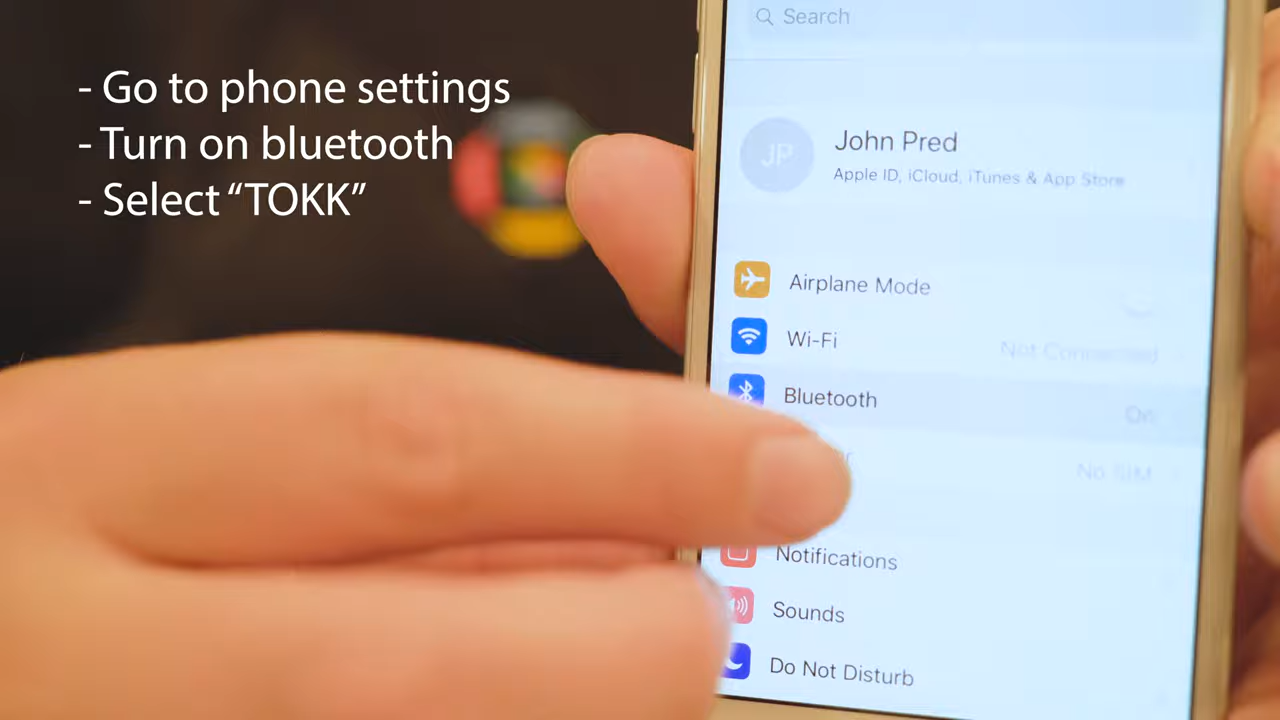 - Go to phone settings
- Turn on bluetooth
- Select “TOKK”
Search
JP
John Pred
Apple ID, iCloud, iTunes & App Store
Airplane Mode
Wi-Fi
Not Connected
Bluetooth
On
No SIM
Notifications
Sounds
Do Not Disturb